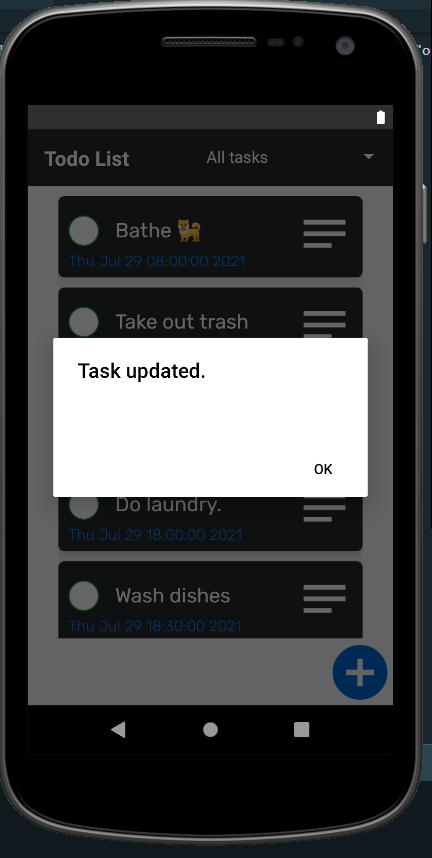 Todo List
All tasks
Bathe 🐕
Thu Jul 29 08:00:00 2021
Take out trash
Task updated.
OK
Do laundry.
Thu Jul 29 18:00:00 2021
Wash dishes
Thu Jul 29 18:30:00 2021